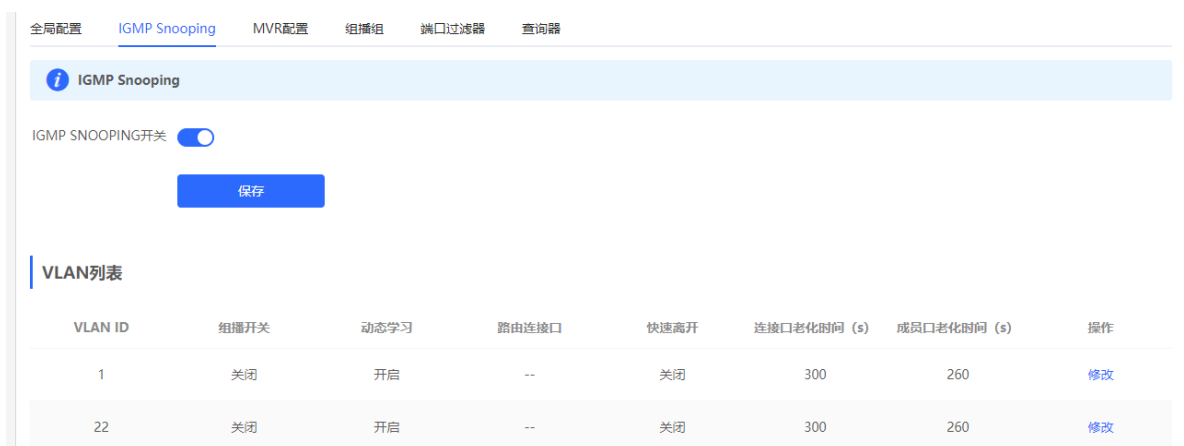 全局配置 IGMP Snooping MVR配置 组播组 端口过滤器 查询器
i IGMP Snooping
IGMP SNOOPING开关
保存
VLAN列表
VLAN ID 组播开关 动态学习 路由连接口 快速离开 连接口老化时间 (s) 成员口老化时间 (s) 操作
1 关闭 开启 -- 关闭 300 260 修改
22 关闭 开启 -- 关闭 300 260 修改